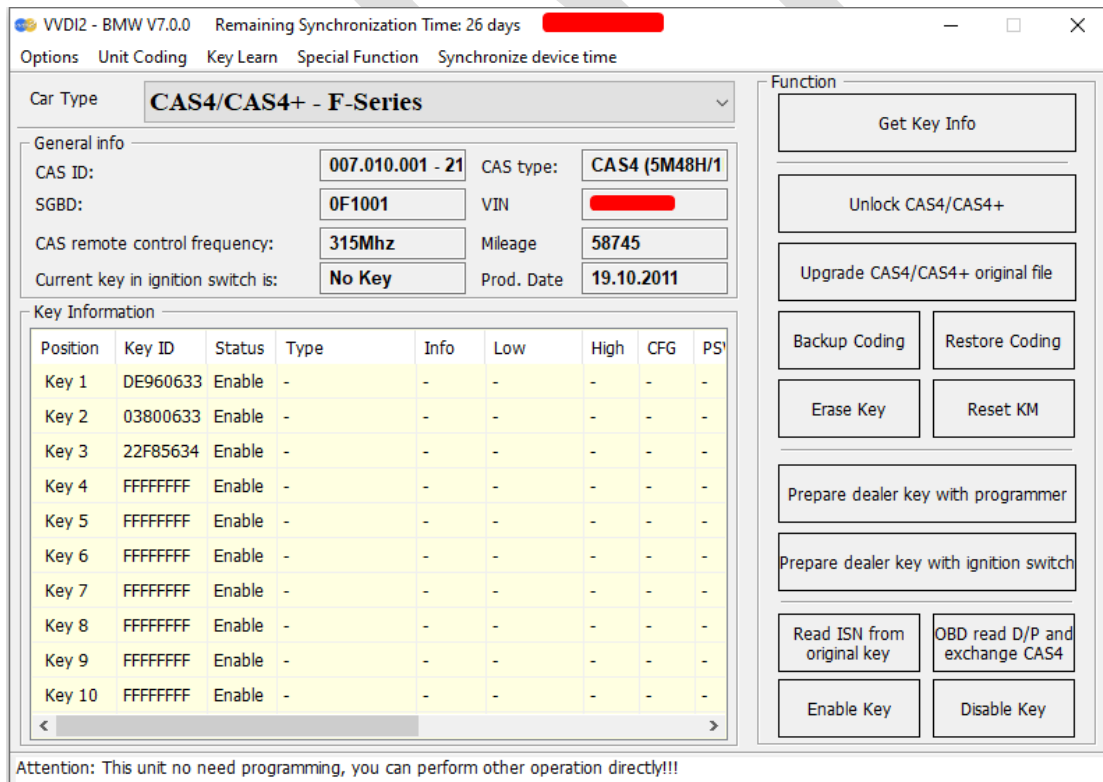 VVDI2 - BMW V7.0.0 Remaining Synchronization Time: 26 days
Options Unit Coding Key Learn Special Function Synchronize device time
Car Type CAS4/CAS4+ - F-Series
General info
CAS ID: 007.010.001 - 21 CAS type: CAS4 (5M48H/1
SGBD: 0F1001 VIN
CAS remote control frequency: 315Mhz Mileage 58745
Current key in ignition switch is: No Key Prod. Date 19.10.2011
Key Information
Position Key ID Status Type Info Low High CFG PS
Key 1 DE960633 Enable - - - - - -
Key 2 03800633 Enable - - - - - -
Key 3 22F85634 Enable - - - - - -
Key 4 FFFFFFFF Enable - - - - - -
Key 5 FFFFFFFF Enable - - - - - -
Key 6 FFFFFFFF Enable - - - - - -
Key 7 FFFFFFFF Enable - - - - - -
Key 8 FFFFFFFF Enable - - - - - -
Key 9 FFFFFFFF Enable - - - - - -
Key 10 FFFFFFFF Enable - - - - - -
Function
Get Key Info
Unlock CAS4/CAS4+
Upgrade CAS4/CAS4+ original file
Backup Coding Restore Coding
Erase Key Reset KM
Prepare dealer key with programmer
Prepare dealer key with ignition switch
Read ISN from OBD read D/P and
original key exchange CAS4
Enable Key Disable Key
Attention: This unit no need programming, you can perform other operation directly!!!